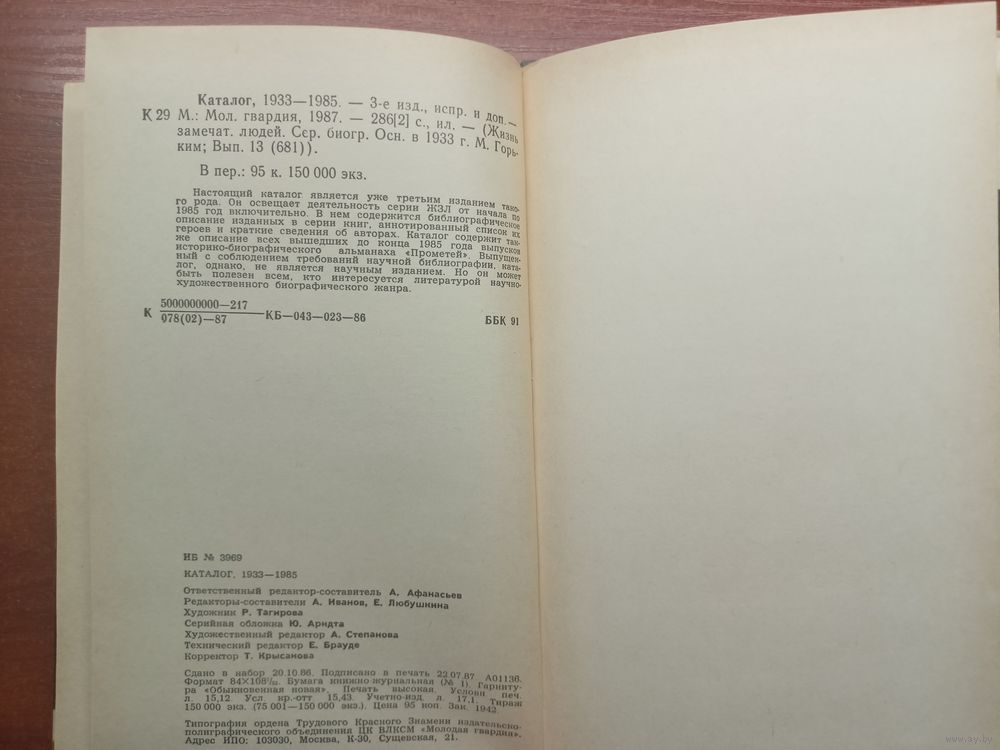 Каталог, 1933—1985. — 3-е изд., испр. и доп. —
К 29 М.: Мол. гвардия, 1987. — 286[2] с., ил. — (Жизнь
замечат. людей. Сер. биогр. Осн. в 1933 г. М. Горь-
ким; Вып. 13 (681)).
В пер.: 95 к. 150 000 экз.
Настоящий каталог является уже третьим изданием тако-
го рода. Он освещает деятельность серии ЖЗЛ от начала по
1985 год включительно. В нем содержится библиографическое
описание изданных в серии книг, аннотированный список их
героев и краткие сведения об авторах. Каталог содержит так-
же описание всех вышедших до конца 1985 года выпусков
историко-биографического альманаха «Прометей». Выпущен-
ный с соблюдением требований научной библиографии, ката-
лог, однако, не является научным изданием. Но он может
быть полезен всем, кто интересуется литературой научно-
художественного биографического жанра.
К 5000000000—217
078(02)—87 —КБ—043—023—86
ББК 91
ИБ № 3969
КАТАЛОГ. 1933—1985
Ответственный редактор-составитель А. Афанасьев
Редакторы-составители А. Иванов, Е. Любушкина
Художник Р. Тагирова
Серийная обложка Ю. Арндта
Художественный редактор А. Степанова
Технический редактор Е. Брауде
Корректор Т. Крысанова
Сдано в набор 20.10.86. Подписано в печать 22.07.87 А01136.
Формат 84×108¹/₃₂. Бумага книжно-журнальная (№ 1). Гарниту-
ра «Обыкновенная новая». Печать высокая. Условн печ.
л. 15,12 Усл. кр.-отт. 15,43. Учетно-изд. л. 17,1. Тираж
150 000 экз. (75 001—150 000 экз.). Цена 95 коп. Зак. 1942.
Типография ордена Трудового Красного Знамени издательско-
полиграфического объединения ЦК ВЛКСМ «Молодая гвардия».
Адрес ИПО: 103030, Москва, К-30, Сущевская, 21.
www.ay.by